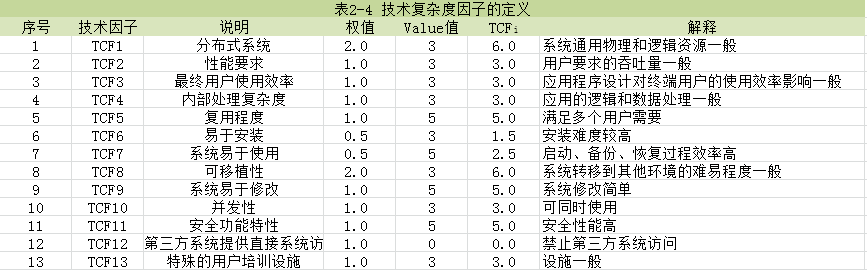 表2-4 技术复杂度因子的定义
序号 技术因子 说明 权值 Value值 TCFi 解释
1 TCF1 分布式系统 2.0 3 6.0 系统通用物理和逻辑资源一般
2 TCF2 性能要求 1.0 3 3.0 用户要求的吞吐量一般
3 TCF3 最终用户使用效率 1.0 3 3.0 应用程序设计对终端用户的使用效率影响一般
4 TCF4 内部处理复杂度 1.0 3 3.0 应用的逻辑和数据处理一般
5 TCF5 复用程度 1.0 5 5.0 满足多个用户需要
6 TCF6 易于安装 0.5 3 1.5 安装难度较高
7 TCF7 系统易于使用 0.5 5 2.5 启动、备份、恢复过程效率高
8 TCF8 可移植性 2.0 3 6.0 系统转移到其他环境的难易程度一般
9 TCF9 系统易于修改 1.0 5 5.0 系统修改简单
10 TCF10 并发性 1.0 3 3.0 可同时使用
11 TCF11 安全功能特性 1.0 5 5.0 安全性能高
12 TCF12 第三方系统提供直接系统访 1.0 0 0.0 禁止第三方系统访问
13 TCF13 特殊的用户培训设施 1.0 3 3.0 设施一般